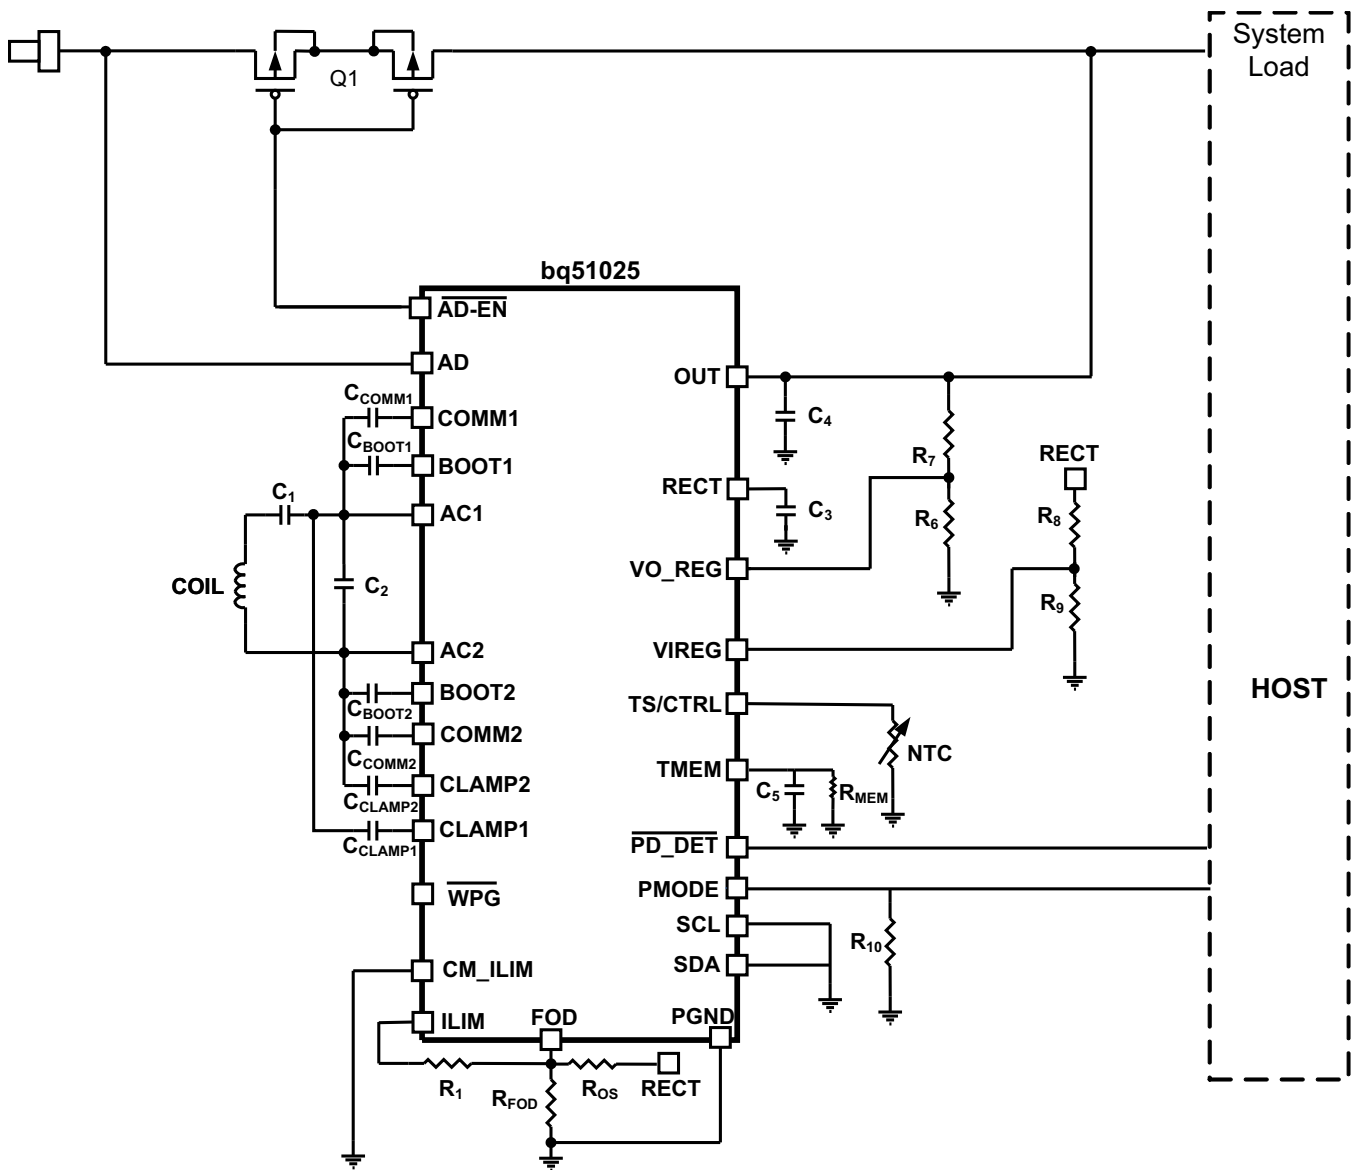 System
Load
Q1
bq51025
AD-EN
AD
OUT
CCOMM1
COMM1
C4
CBOOT1
BOOT1
R7
RECT
RECT
C1
AC1
C3
R6
R8
COIL
C2
VO_REG
R9
AC2
VIREG
HOST
BOOT2
CBOOT2
TS/CTRL
COMM2
NTC
CCOMM2
TMEM
CLAMP2
C5
RMEM
CCLAMP2
CLAMP1
CCLAMP1
PD_DET
WPG
PMODE
SCL
R10
CM_ILIM
SDA
ILIM
FOD
PGND
R1
RFOD
ROS
RECT